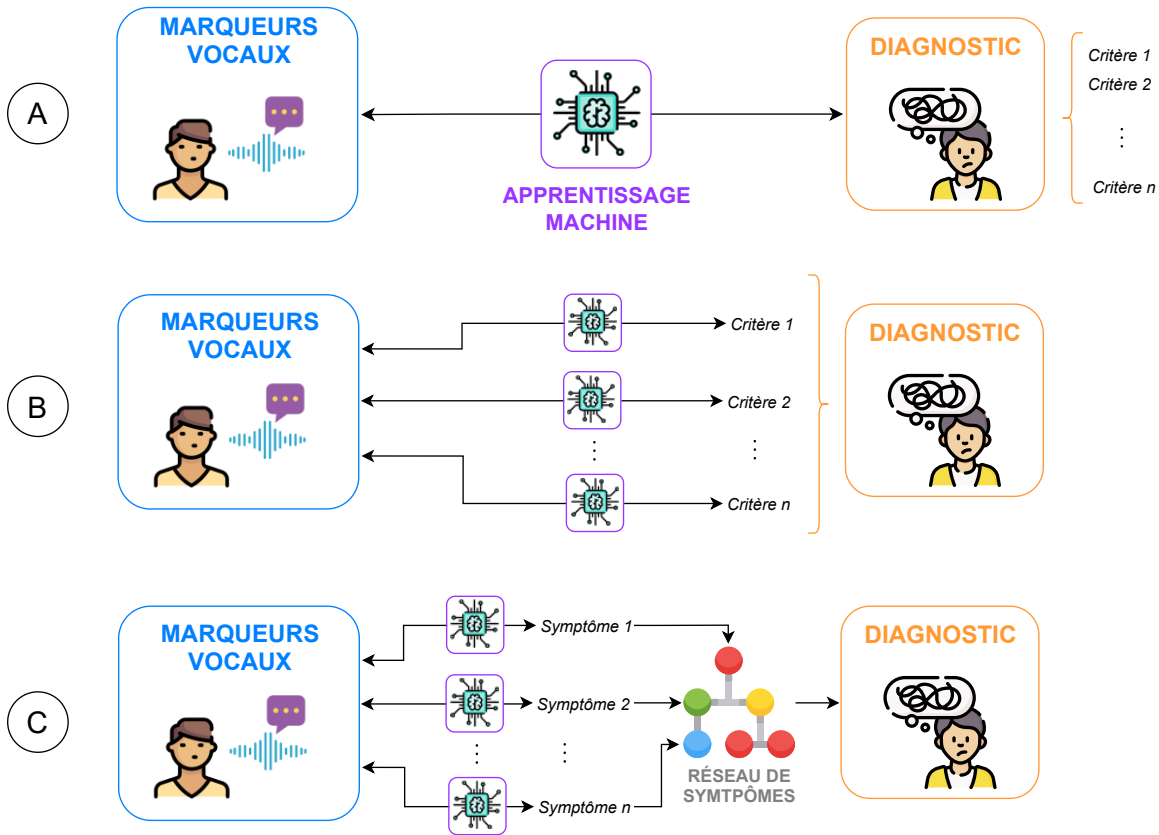 A
MARQUEURS
VOCAUX
APPRENTISSAGE
MACHINE
DIAGNOSTIC
Critère 1
Critère 2
Critère n
B
MARQUEURS
VOCAUX
Critère 1
Critère 2
Critère n
DIAGNOSTIC
C
MARQUEURS
VOCAUX
Symptôme 1
Symptôme 2
Symptôme n
RÉSEAU DE
SYMTPÔMES
DIAGNOSTIC